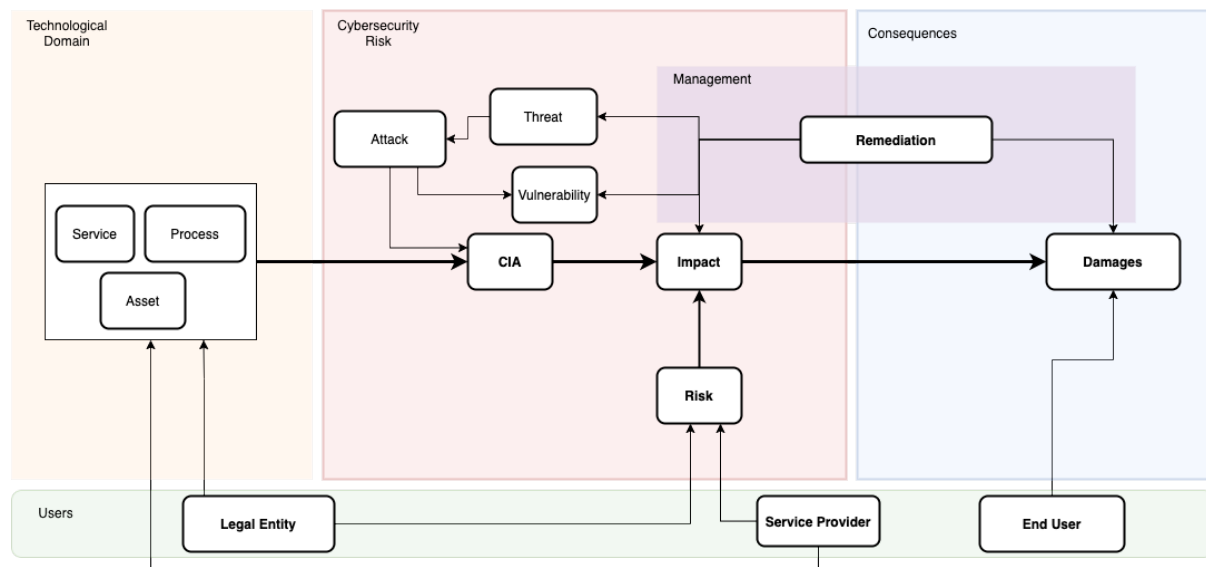 Technological
Domain
Cybersecurity
Risk
Consequences
Management
Threat
Attack
Remediation
Vulnerability
Service
Process
CIA
Impact
Damages
Asset
Risk
Users
Legal Entity
Service Provider
End User